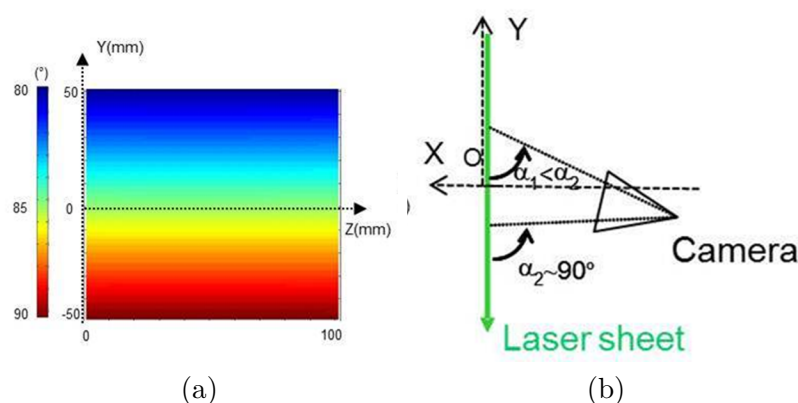 Y(mm)
(°)
80
50
85
0
Z(mm)
90
-50
0
100
(a)
Y
X
O
α₁<α₂
)
α₂~90°
Camera
Laser sheet
(b)